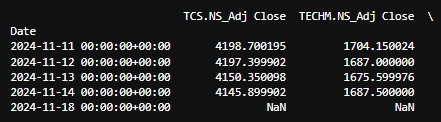 TCS.NS_Adj Close  TECHM.NS_Adj Close  \
Date
2024-11-11 00:00:00+00:00  4198.700195  1704.150024
2024-11-12 00:00:00+00:00  4197.399902  1687.000000
2024-11-13 00:00:00+00:00  4150.350098  1675.599976
2024-11-14 00:00:00+00:00  4145.899902  1687.500000
2024-11-18 00:00:00+00:00  NaN  NaN